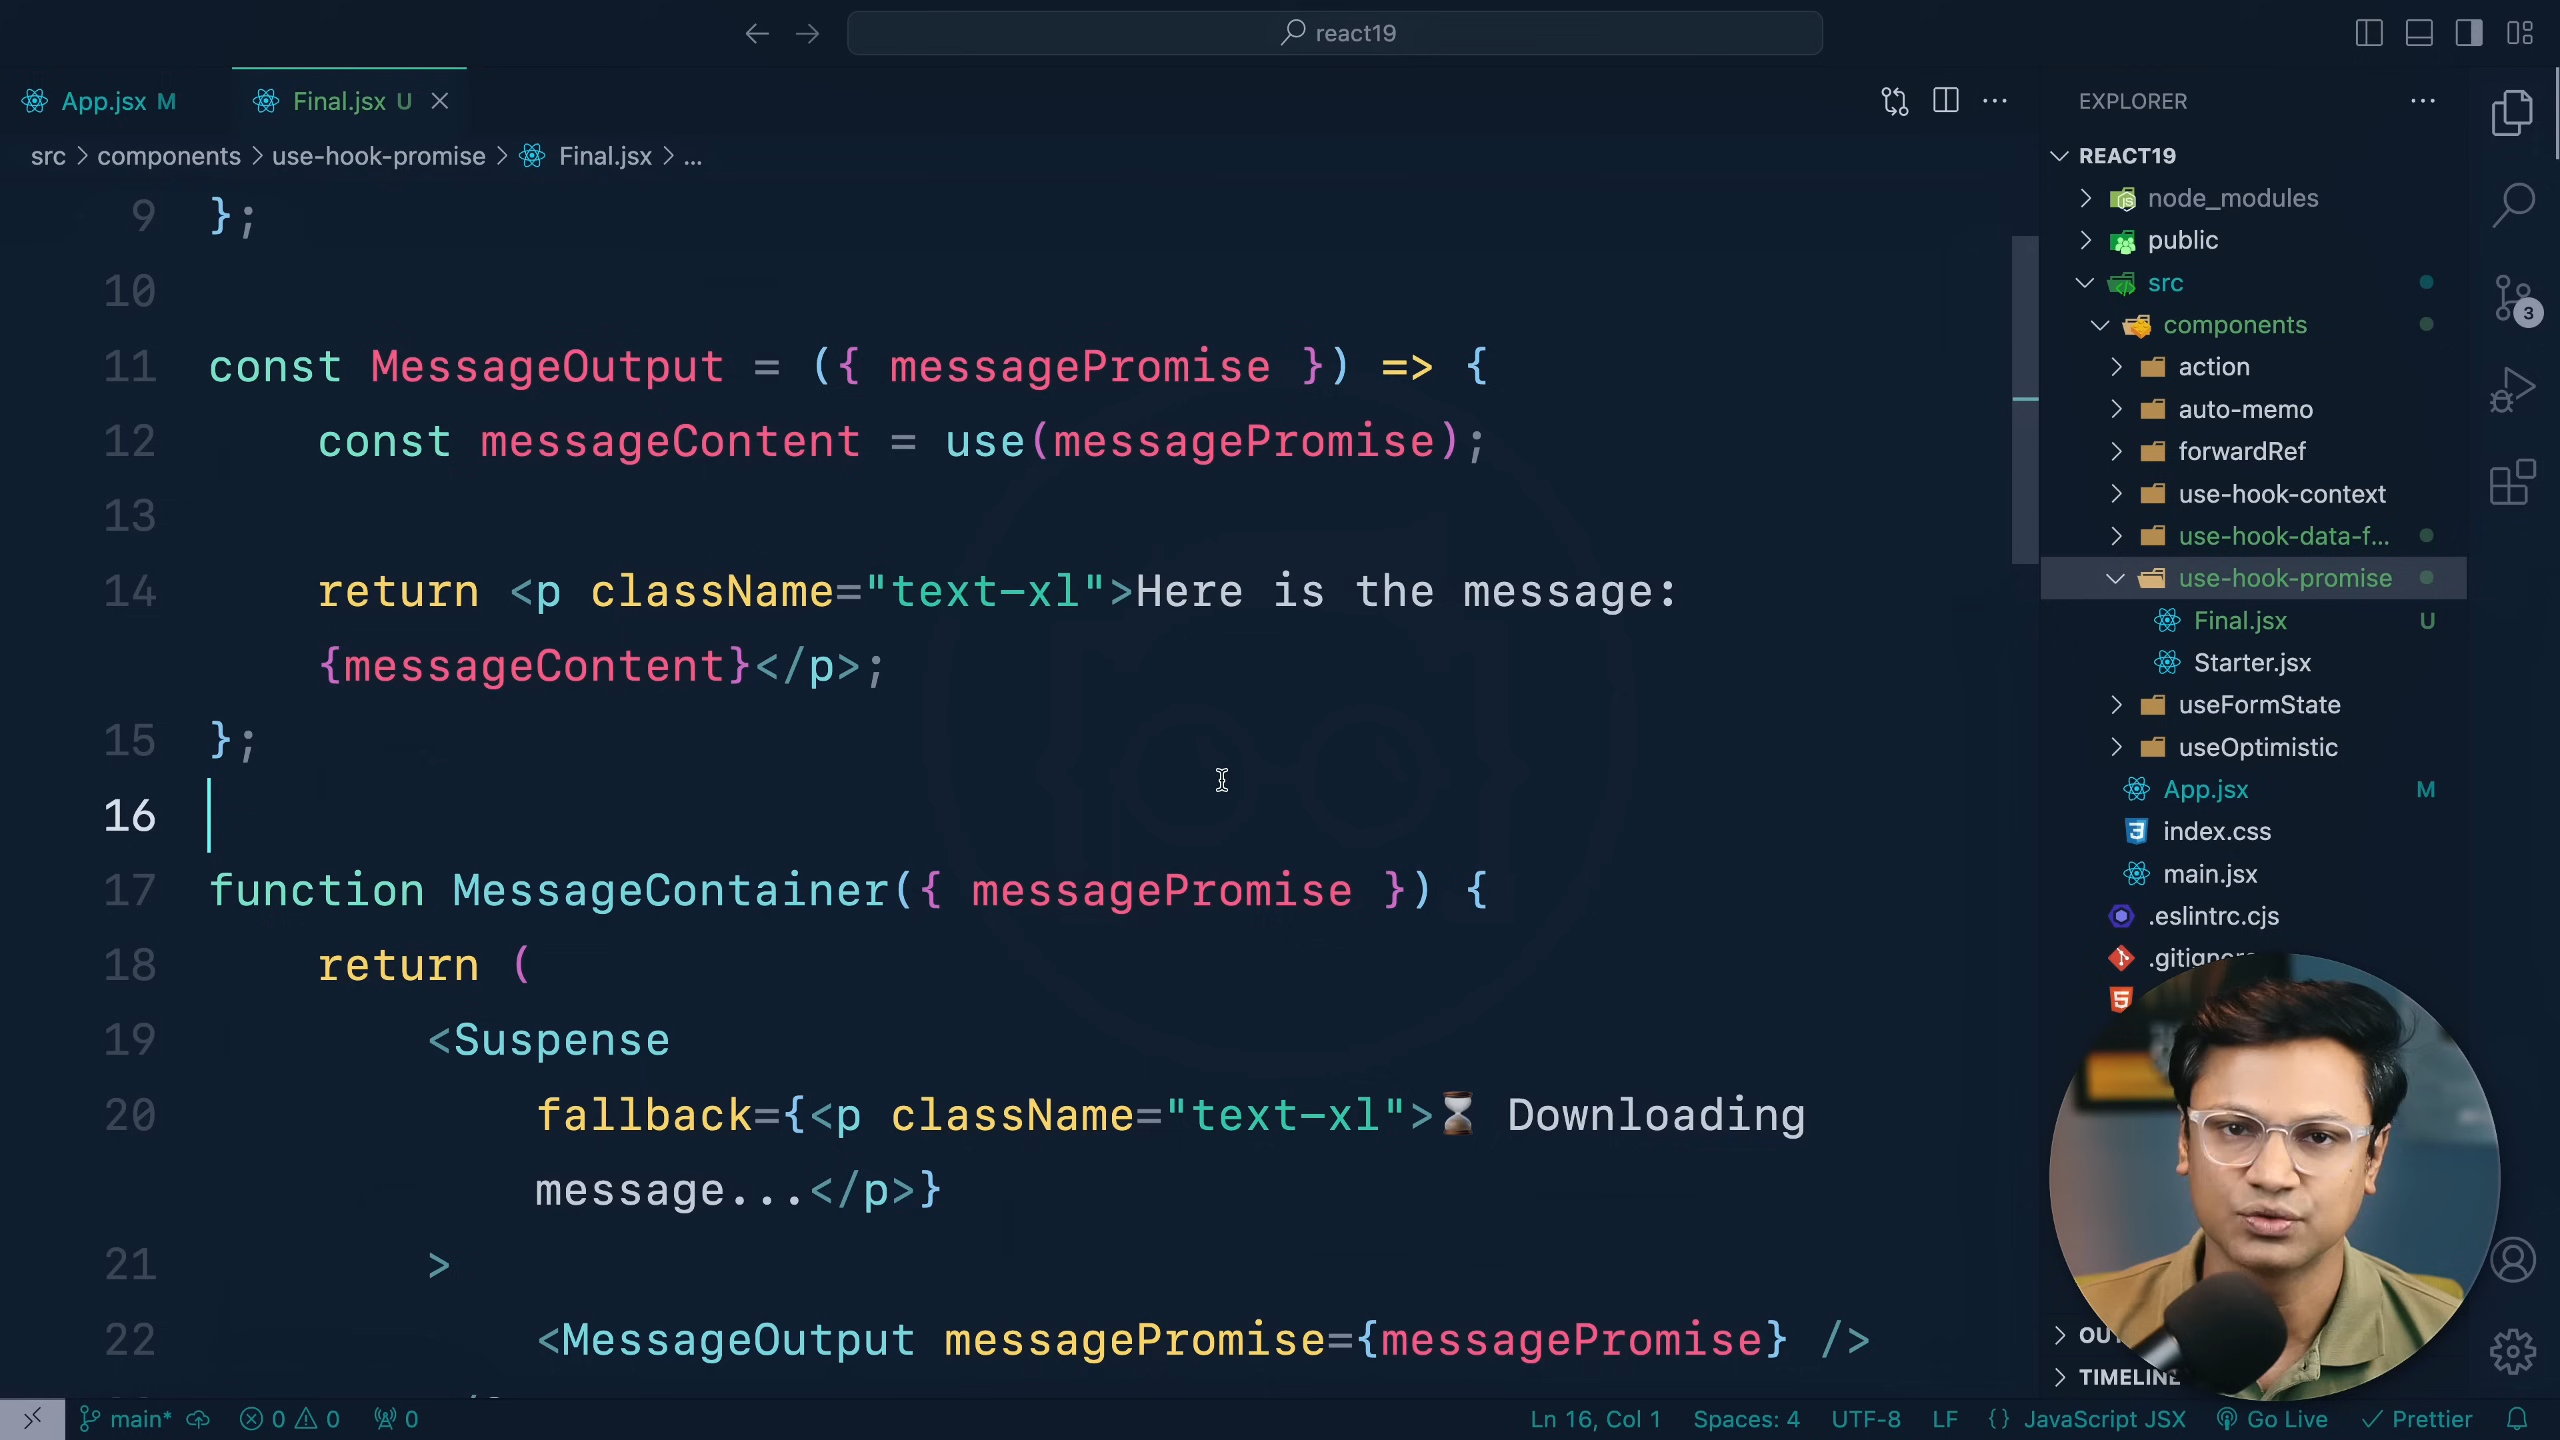 react19
App.jsx M
Final.jsx U
src > components > use-hook-promise > Final.jsx > ...
9 };
10
11 const MessageOutput = ({ messagePromise }) => {
12 const messageContent = use(messagePromise);
13
14 return <p className="text-xl">Here is the message:
{messageContent}</p>;
15 };
16
17 function MessageContainer({ messagePromise }) {
18 return (
19 <Suspense
20 fallback={<p className="text-xl">⏳ Downloading
message...</p>}
21 >
22 <MessageOutput messagePromise={messagePromise} />
EXPLORER
REACT19
node_modules
public
src
components
action
auto-memo
forwardRef
use-hook-context
use-hook-data-f...
use-hook-promise
Final.jsx U
Starter.jsx
useFormState
useOptimistic
App.jsx M
index.css
main.jsx
.eslintrc.cjs
3
main* 0 0 0
Ln 16, Col 1 Spaces: 4 UTF-8 LF {} JavaScript JSX Go Live Prettier